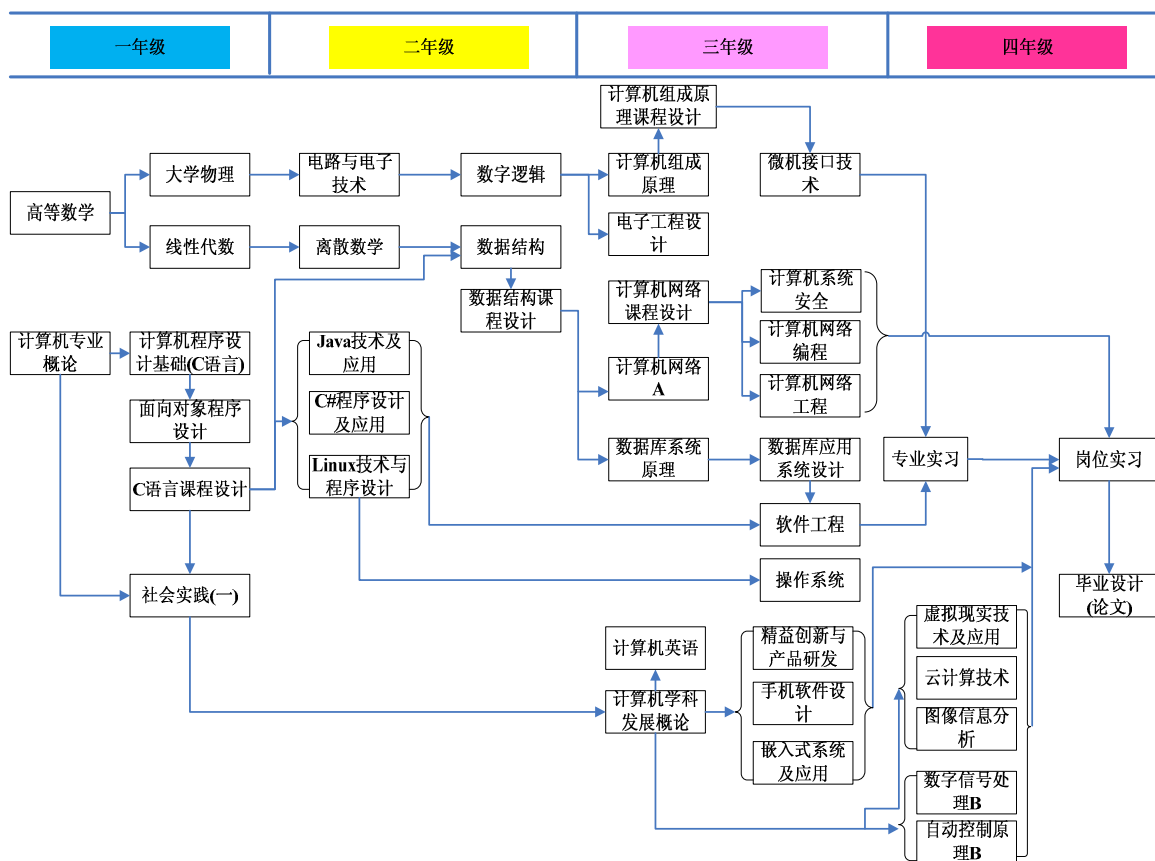 一年级
二年级
三年级
四年级
计算机组成原
理课程设计
大学物理
电路与电子
技术
数字逻辑
计算机组成
原理
微机接口技
术
高等数学
线性代数
离散数学
数据结构
电子工程设
计
数据结构课
程设计
计算机网络
课程设计
计算机系统
安全
计算机专业
概论
计算机程序设
计基础(C语言)
Java技术及
应用
计算机网络
编程
计算机网络
A
计算机网络
工程
面向对象程序
设计
C#程序设计
及应用
C语言课程设计
Linux技术与
程序设计
数据库系统
原理
数据库应用
系统设计
专业实习
岗位实习
软件工程
社会实践(一)
操作系统
毕业设计
(论文)
计算机英语
精益创新与
产品研发
虚拟现实技
术及应用
计算机学科
发展概论
手机软件设
计
云计算技术
嵌入式系统
及应用
图像信息分
析
数字信号处
理B
自动控制原
理B